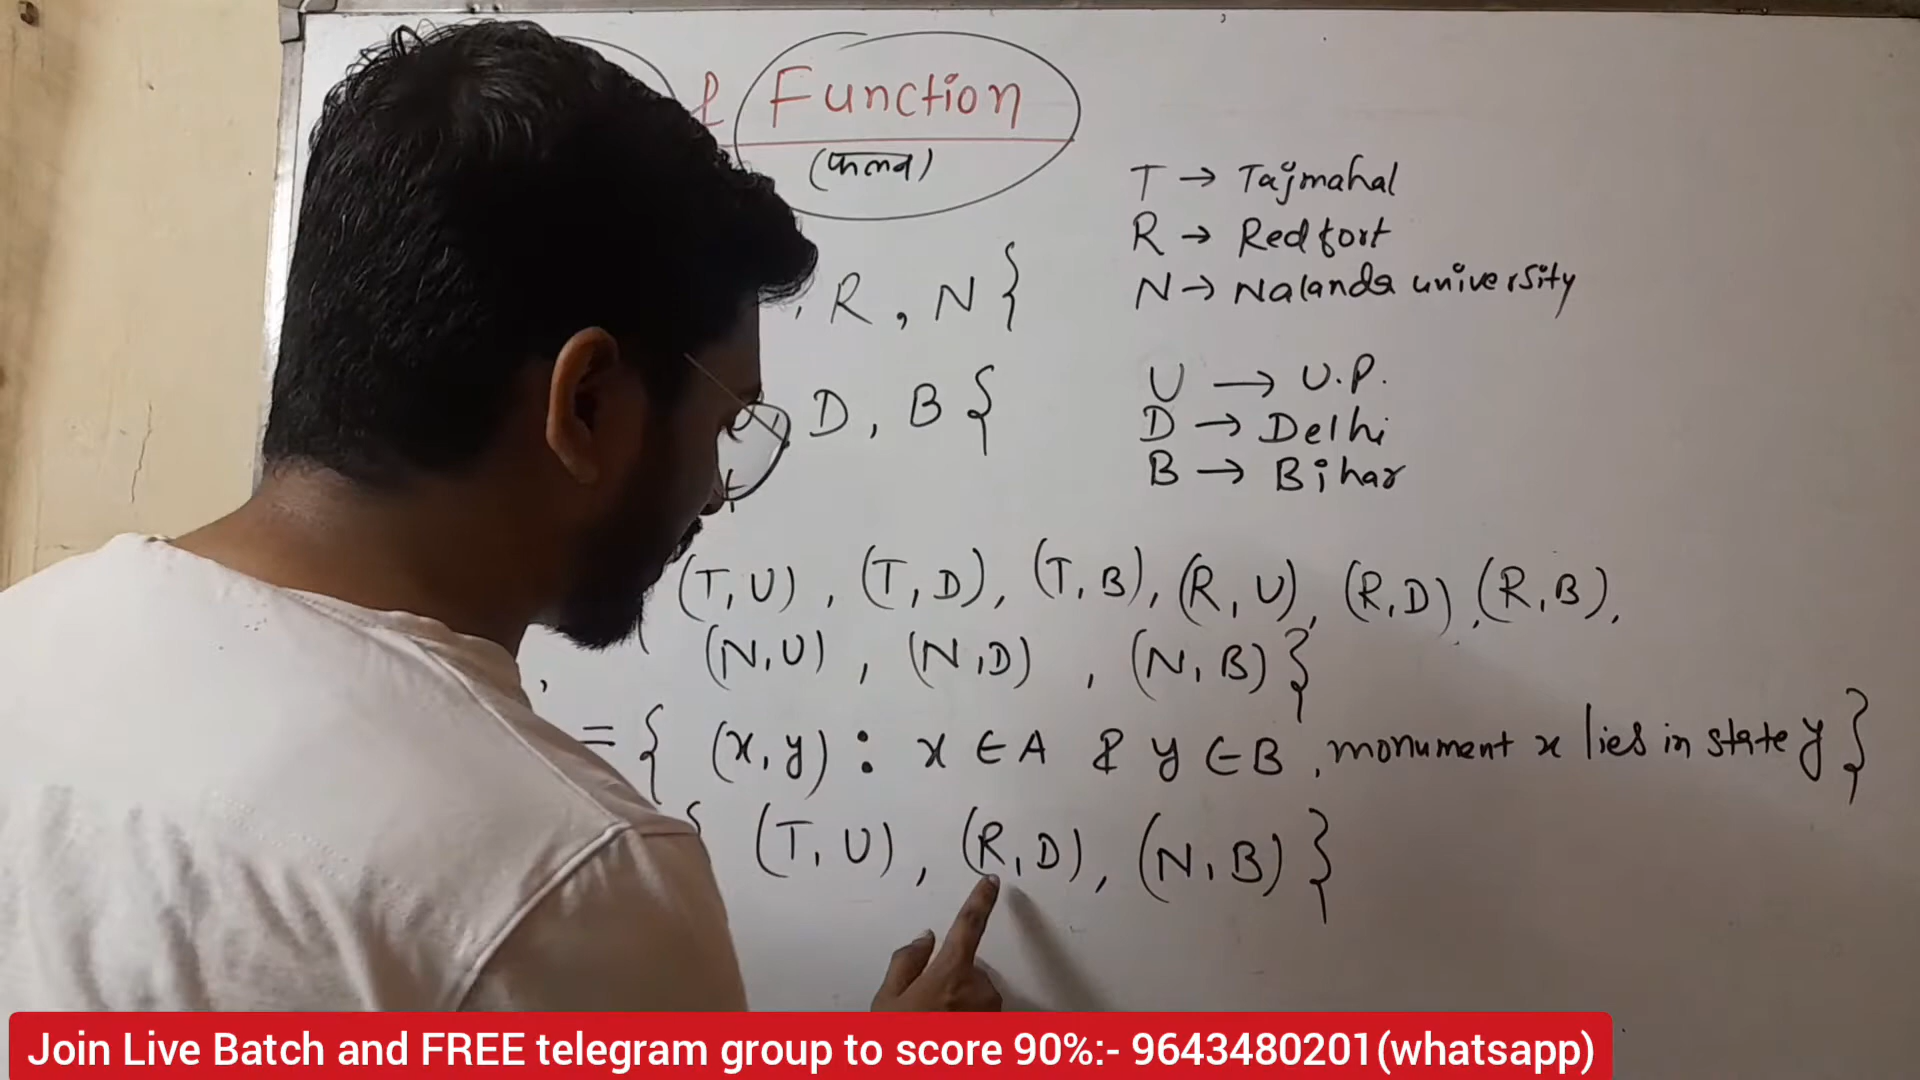 & Function
(फलन)
T → Tajmahal
R → Redfort
N → Nalanda university
, R, N}
U → U.P.
D → Delhi
D, B}
B → Bihar
(T, U), (T, D), (T, B), (R, U), (R, D), (R, B),
(N, U), (N, D), (N, B)}
= { (x, y) : x ∈ A & y ∈ B, monument x lies in state y }
{ (T, U), (R, D), (N, B) }
Join Live Batch and FREE telegram group to score 90%:- 9643480201(whatsapp)